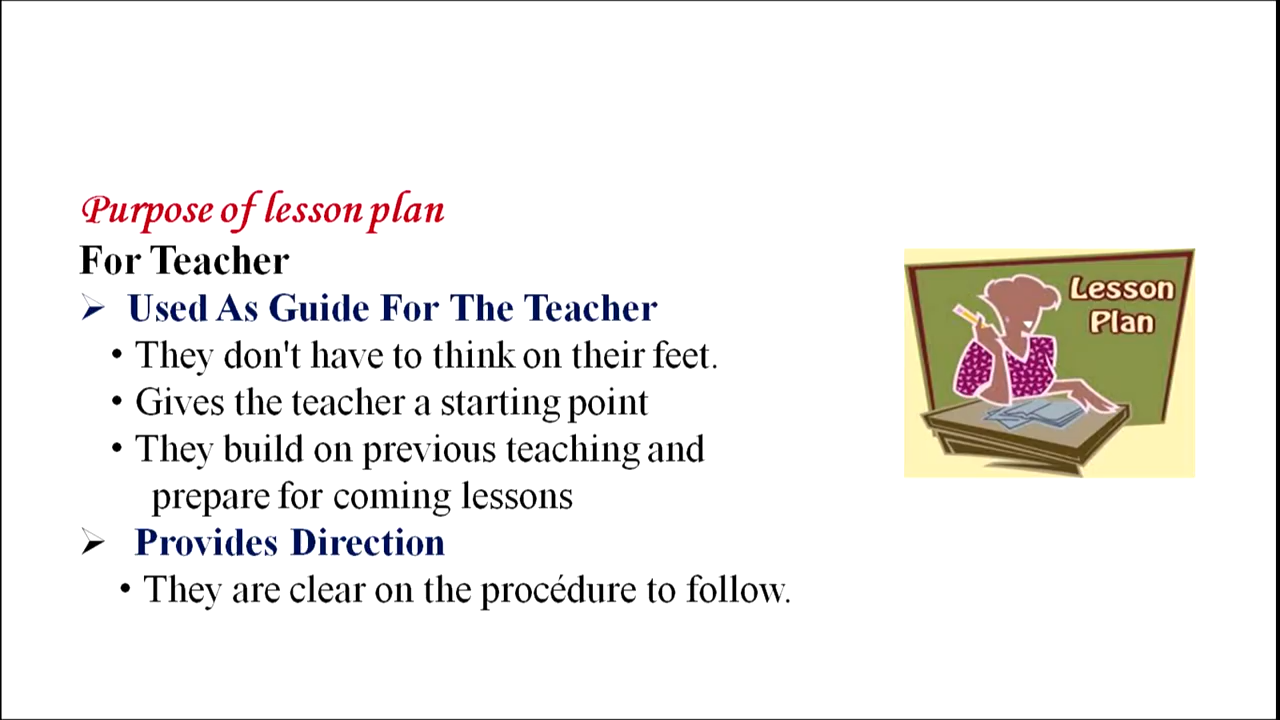 Purpose of lesson plan
For Teacher
➢ Used As Guide For The Teacher
• They don't have to think on their feet.
• Gives the teacher a starting point
• They build on previous teaching and
prepare for coming lessons
➢ Provides Direction
• They are clear on the procédure to follow.
Lesson
Plan